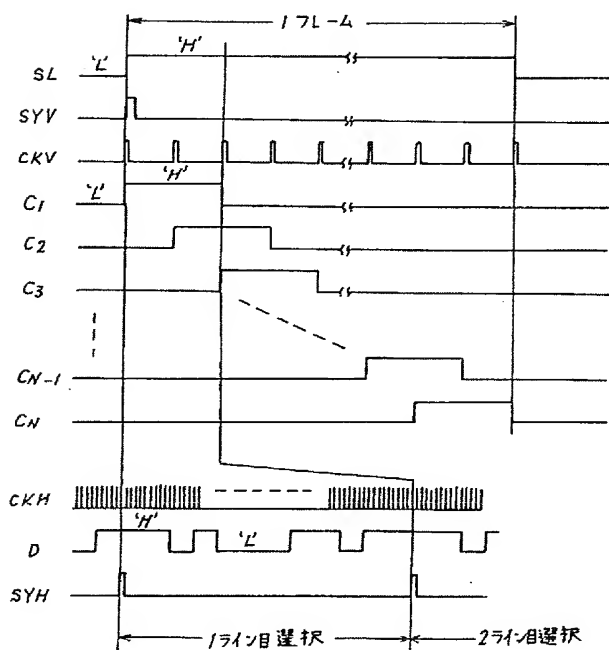 1フレーム
SL 'L' 'H'
SYV
CKV
C1 'L' 'H'
C2
C3
CN-1
CN
CKH
D 'H' 'L'
SYH
1ライン目選択 2ライン目選択